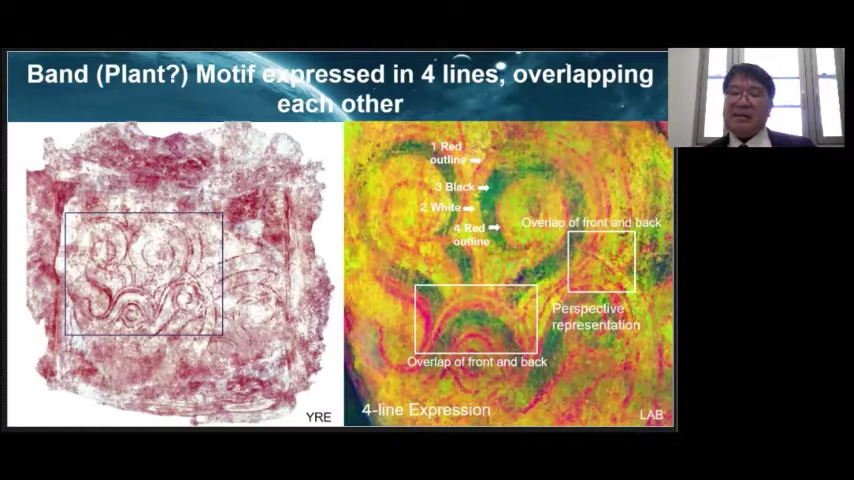 Band (Plant?) Motif expressed in 4 lines, overlapping
each other
1 Red
outline
3 Black
2 White
4 Red
outline
Overlap of front and back
Perspective
representation
Overlap of front and back
4-line Expression
YRE
LAB